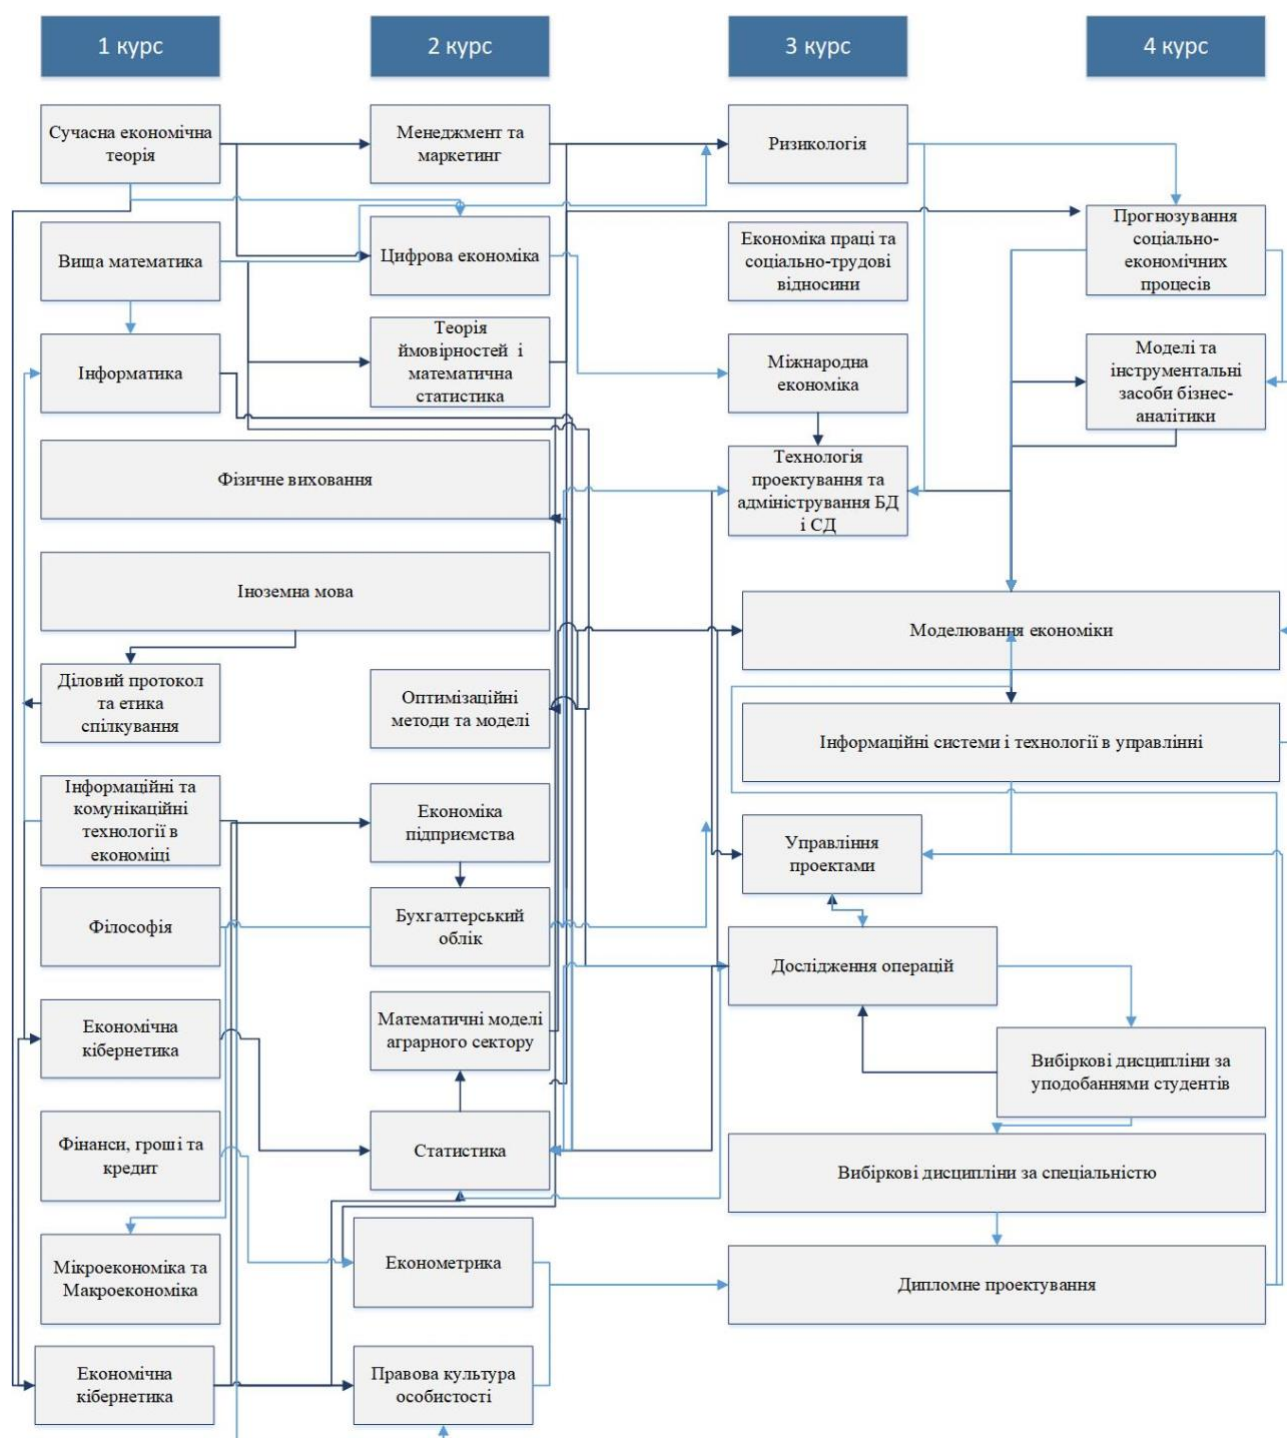 1 курс
2 курс
3 курс
4 курс
Сучасна економічна
теорія
Менеджмент та
маркетинг
Ризикологія
Вища математика
Цифрова економіка
Економіка праці та
соціально-трудові
відносини
Прогнозування
соціально-
економічних
процесів
Інформатика
Теорія
ймовірностей і
математична
статистика
Міжнародна
економіка
Моделі та
інструментальні
засоби бізнес-
аналітики
Фізичне виховання
Технологія
проектування та
адміністрування БД
і СД
Іноземна мова
Моделювання економіки
Діловий протокол
та етика
спілкування
Оптимізаційні
методи та моделі
Інформаційні системи і технології в управлінні
Інформаційні та
комунікаційні
технології в
економіці
Економіка
підприємства
Управління
проектами
Філософія
Бухгалтерський
облік
Дослідження операцій
Економічна
кібернетика
Математичні моделі
аграрного сектору
Вибіркові дисципліни за
уподобаннями студентів
Фінанси, гроші та
кредит
Статистика
Вибіркові дисципліни за спеціальністю
Мікроекономіка та
Макроекономіка
Економетрика
Дипломне проектування
Економічна
кібернетика
Правова культура
особистості